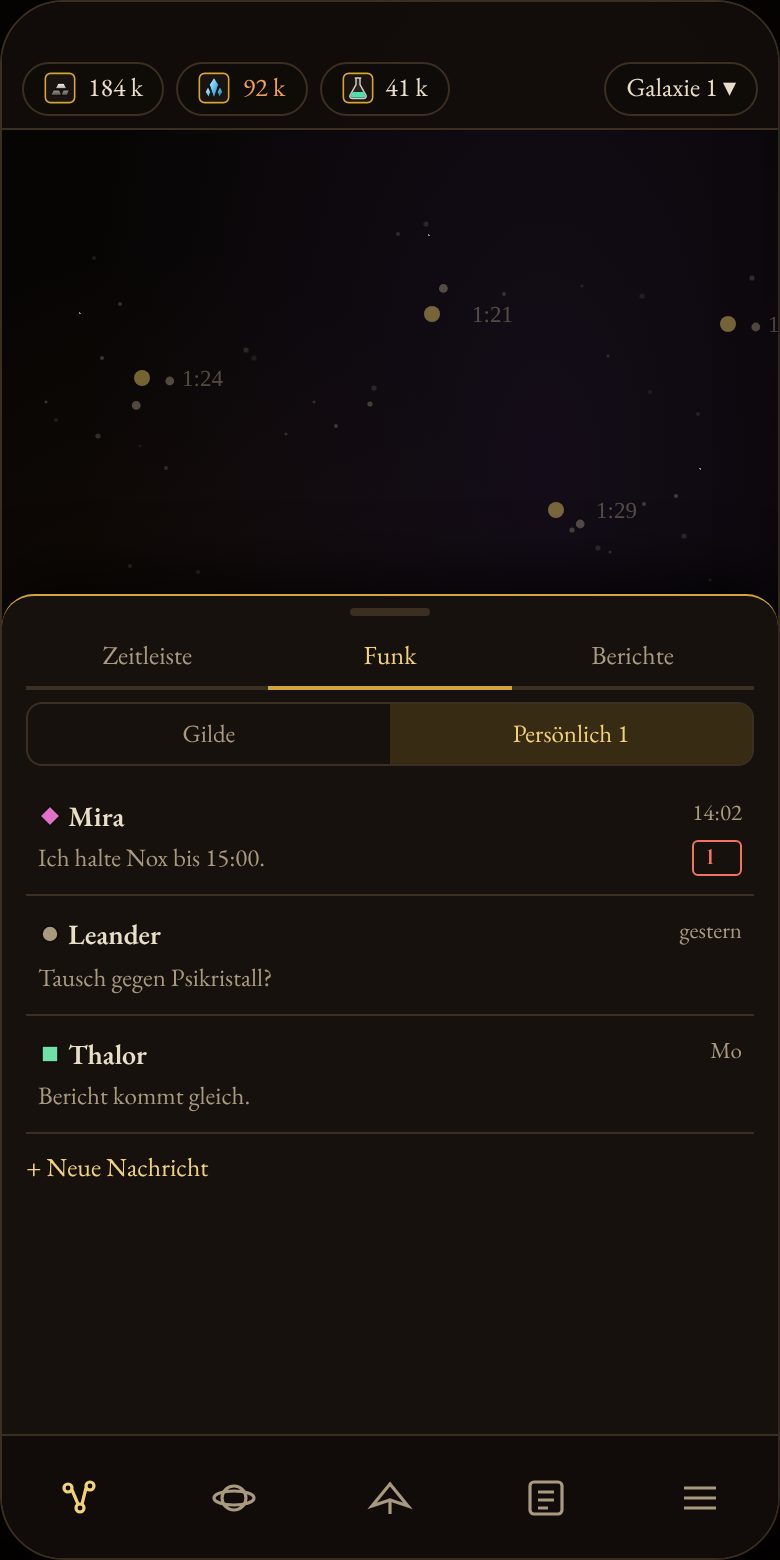 184 k 92 k 41 k Galaxie 1 ▼
1:21
1:24
1:29
Zeitleiste Funk Berichte
Gilde Persönlich 1
Mira 14:02
Ich halte Nox bis 15:00. 1
Leander gestern
Tausch gegen Psikristall?
Thalor Mo
Bericht kommt gleich.
+ Neue Nachricht